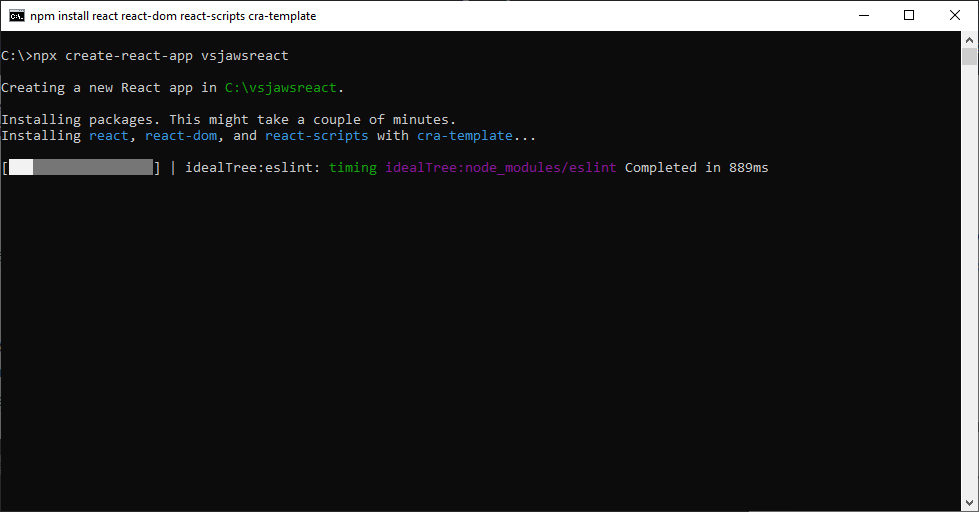 npm install react react-dom react-scripts cra-template
C:\>npx create-react-app vsjawsreact
Creating a new React app in C:\vsjawsreact.
Installing packages. This might take a couple of minutes.
Installing react, react-dom, and react-scripts with cra-template...
[ ] | idealTree:eslint: timing idealTree:node_modules/eslint Completed in 889ms